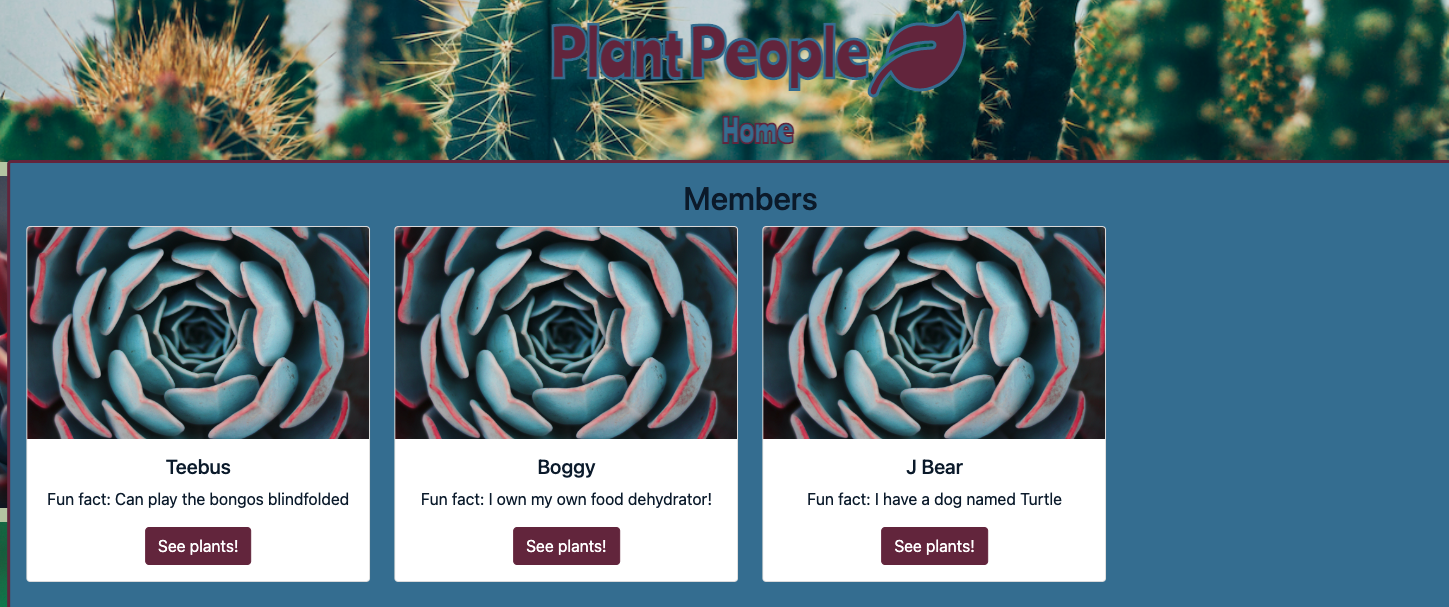 Plant People
Home
Members
Teebus
Fun fact: Can play the bongos blindfolded
See plants!
Boggy
Fun fact: I own my own food dehydrator!
See plants!
J Bear
Fun fact: I have a dog named Turtle
See plants!